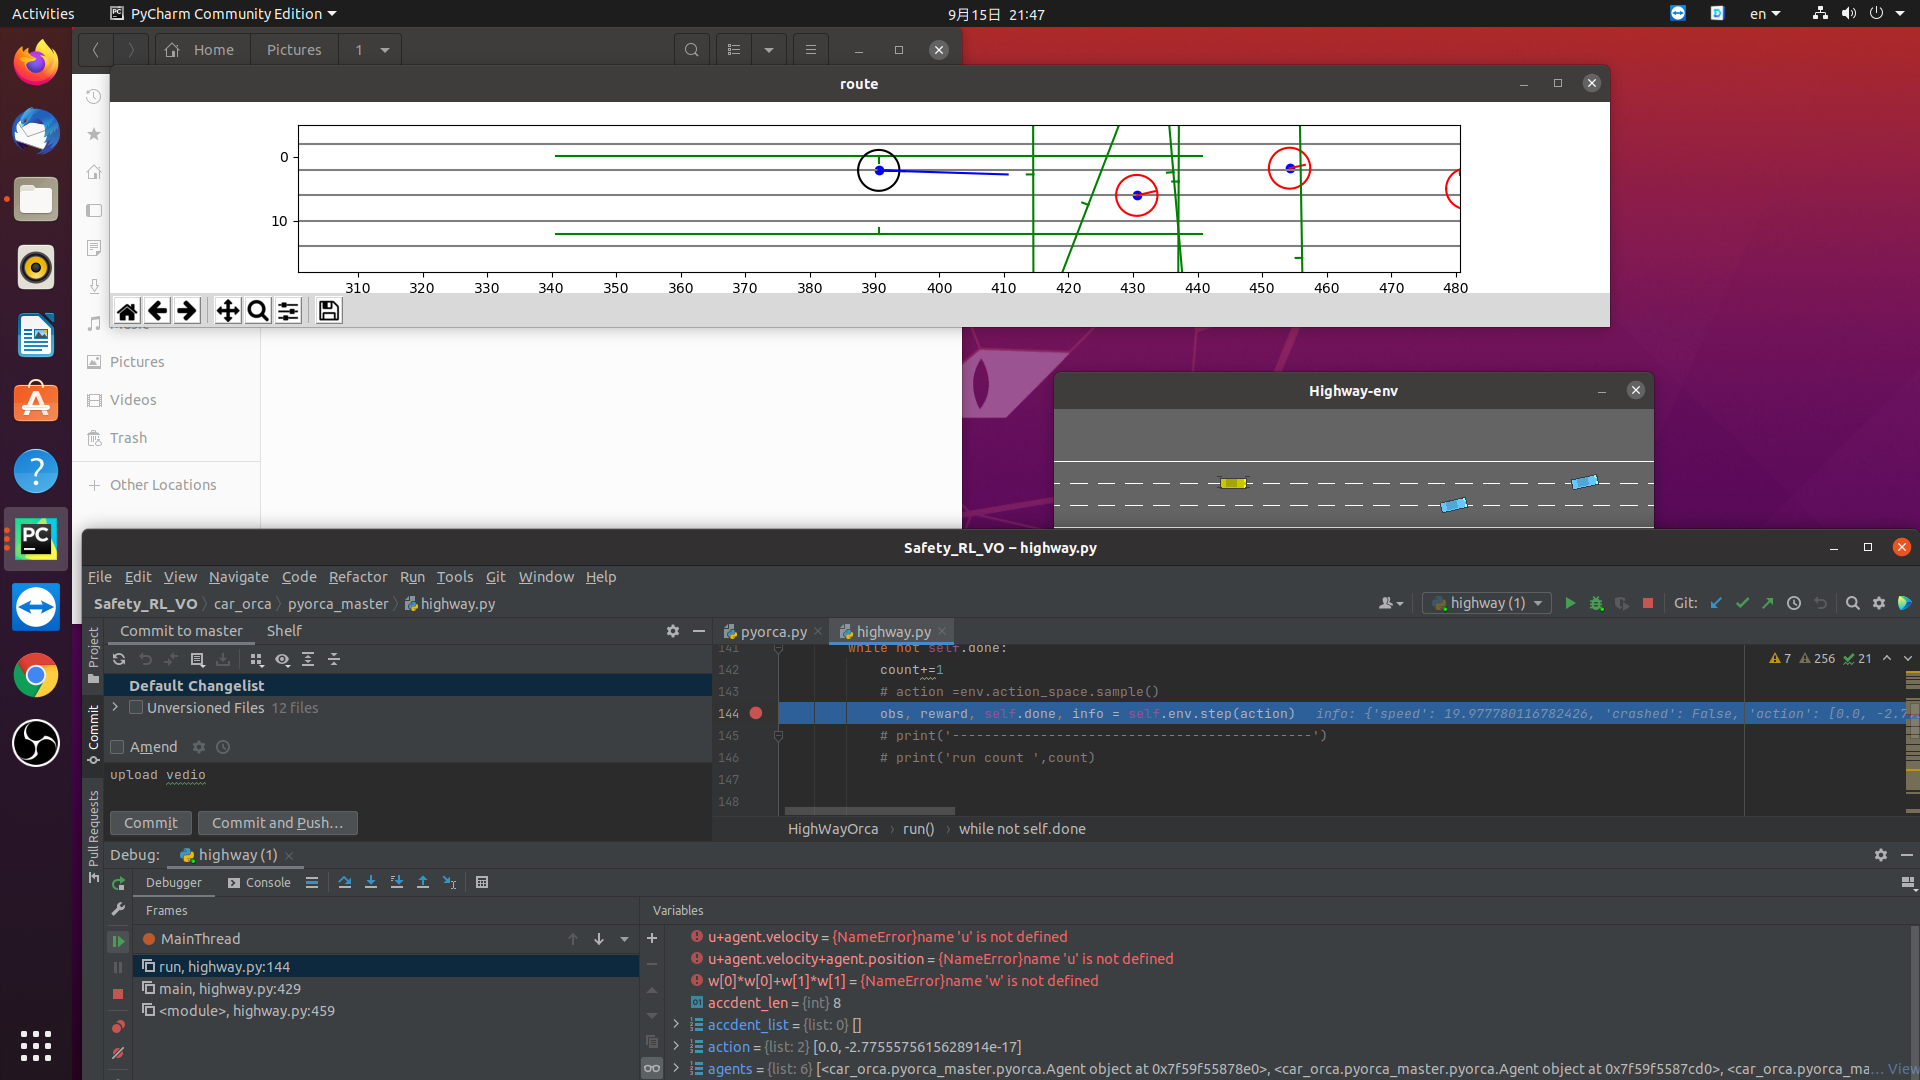 Activities PyCharm Community Edition 9月15日 21:47 en
Home Pictures 1
route
0
10
310 320 330 340 350 360 370 380 390 400 410 420 430 440 450 460 470 480
Pictures
Videos
Trash
Other Locations
Highway-env
Safety_RL_VO – highway.py
File Edit View Navigate Code Refactor Run Tools Git Window Help
Safety_RL_VO car_orca pyorca_master highway.py highway (1) Git:
Project
Commit
Pull Requests
Commit to master Shelf pyorca.py highway.py
Default Changelist
Unversioned Files 12 files
Amend
upload vedio
Commit Commit and Push...
7 256 21
141 while not self.done:
142 count+=1
143 # action =env.action_space.sample()
144 obs, reward, self.done, info = self.env.step(action) info: {'speed': 19.977780116782426, 'crashed': False, 'action': [0.0, -2.7
145 # print('---------------------------------------------')
146 # print('run count ',count)
147
148
HighWayOrca run() while not self.done
Debug: highway (1)
Debugger Console
Frames Variables
MainThread
run, highway.py:144
main, highway.py:429
<module>, highway.py:459
u+agent.velocity = {NameError}name 'u' is not defined
u+agent.velocity+agent.position = {NameError}name 'u' is not defined
w[0]*w[0]+w[1]*w[1] = {NameError}name 'w' is not defined
accdent_len = {int} 8
accdent_list = {list: 0} []
action = {list: 2} [0.0, -2.7755575615628914e-17]
agents = {list: 6} [<car_orca.pyorca_master.pyorca.Agent object at 0x7f59f55878e0>, <car_orca.pyorca_master.pyorca.Agent object at 0x7f59f5587cd0>, <car_orca.pyorca_ma... View